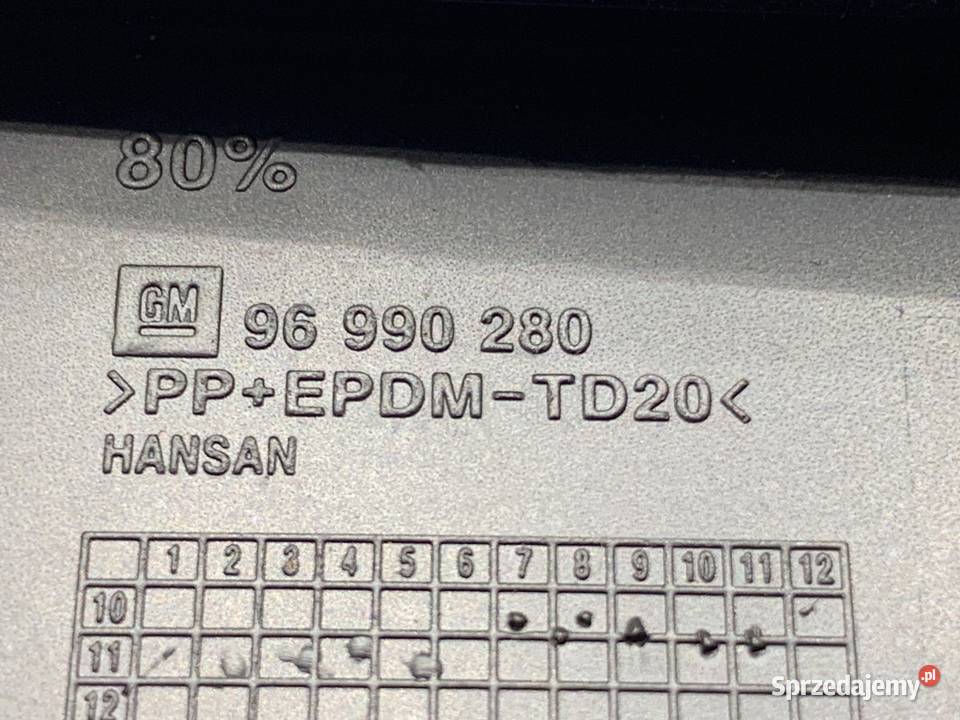 80%
GM 96 990 280
>PP+EPDM-TD20<
HANSAN
1 2 3 4 5 6 7 8 9 10 11 12
10
11
12
Sprzedajemy.pl